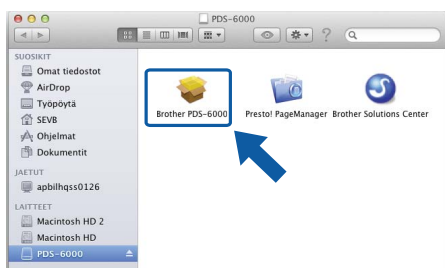 PDS-6000
SUOSIKIT
Omat tiedostot
AirDrop
Työpöytä
SEVB
Ohjelmat
Dokumentit
JAETUT
apbilhqss0126
LAITTEET
Macintosh HD 2
Macintosh HD
PDS-6000
Brother PDS-6000
Presto! PageManager
Brother Solutions Center